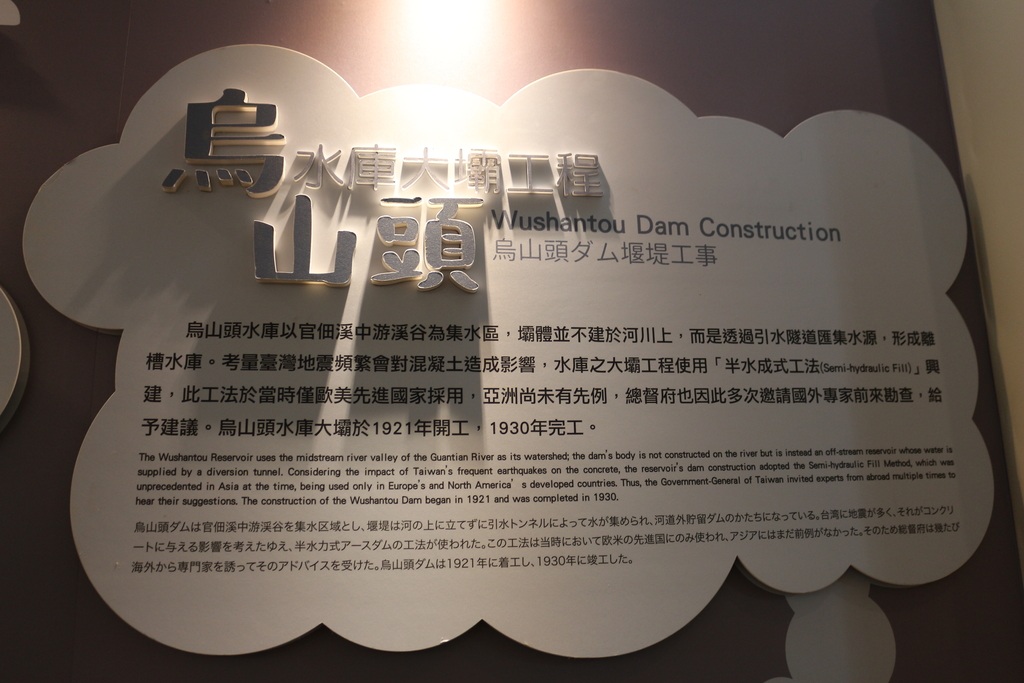 烏山頭
水庫大壩工程
Wushantou Dam Construction
烏山頭ダム堰堤工事
烏山頭水庫以官佃溪中游溪谷為集水區，壩體並不建於河川上，而是透過引水隧道匯集水源，形成離
槽水庫。考量臺灣地震頻繁會對混凝土造成影響，水庫之大壩工程使用「半水成式工法(Semi-hydraulic Fill)」興
建，此工法於當時僅歐美先進國家採用，亞洲尚未有先例，總督府也因此多次邀請國外專家前來勘查，給
予建議。烏山頭水庫大壩於1921年開工，1930年完工。
The Wushantou Reservoir uses the midstream river valley of the Guantian River as its watershed; the dam's body is not constructed on the river but is instead an off-stream reservoir whose water is
supplied by a diversion tunnel. Considering the impact of Taiwan's frequent earthquakes on the concrete, the reservoir's dam construction adopted the Semi-hydraulic Fill Method, which was
unprecedented in Asia at the time, being used only in Europe's and North America's developed countries. Thus, the Government-General of Taiwan invited experts from abroad multiple times to
hear their suggestions. The construction of the Wushantou Dam began in 1921 and was completed in 1930.
烏山頭ダムは官佃溪中游溪谷を集水区域とし、堰堤は河の上に立てずに引水トンネルによって水が集められ、河道外貯留ダムのかたちになっている。台湾に地震が多く、それがコンクリ
ートに与える影響を考えたゆえ、半水力式アースダムの工法が使われた。この工法は当時において欧米の先進国にのみ使われ、アジアにはまだ前例がなかった。そのため総督府は幾たび
海外から専門家を誘ってそのアドバイスを受けた。烏山頭ダムは1921年に着工し、1930年に竣工した。